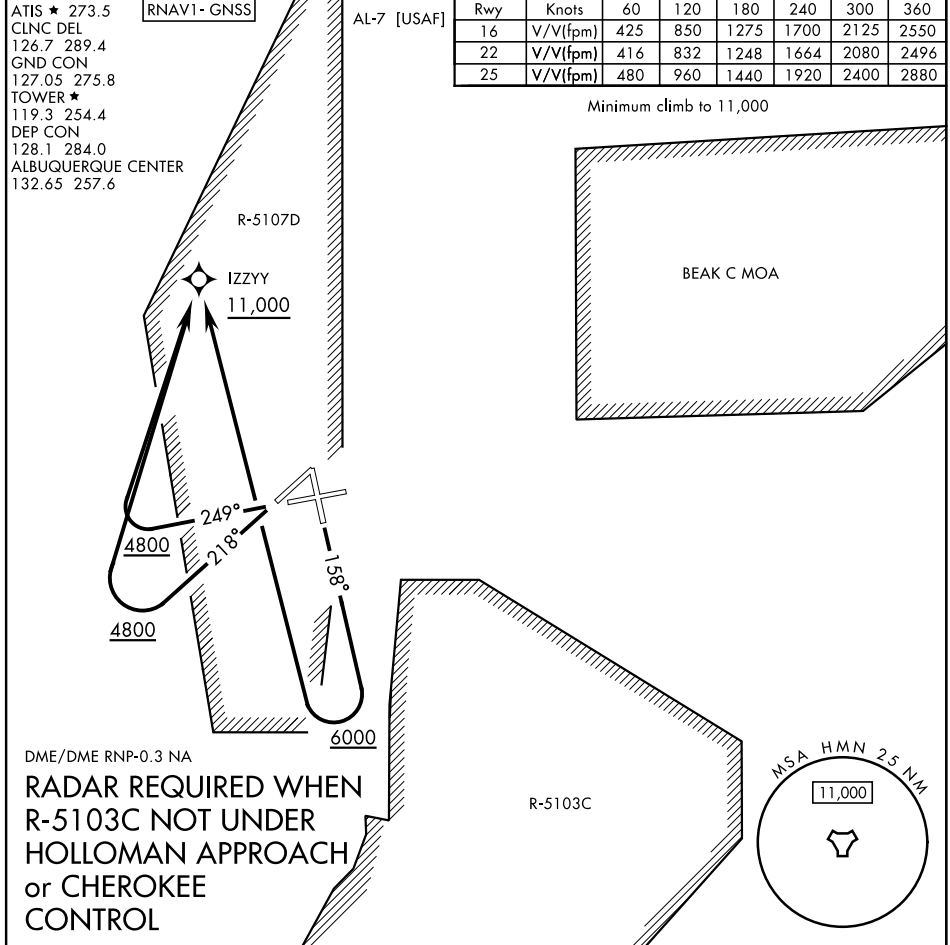 ATIS ★ 273.5
CLNC DEL
126.7 289.4
GND CON
127.05 275.8
TOWER ★
119.3 254.4
DEP CON
128.1 284.0
ALBUQUERQUE CENTER
132.65 257.6
RNAV1- GNSS
AL-7 [USAF]
Rwy Knots 60 120 180 240 300 360
16 V/V(fpm) 425 850 1275 1700 2125 2550
22 V/V(fpm) 416 832 1248 1664 2080 2496
25 V/V(fpm) 480 960 1440 1920 2400 2880
Minimum climb to 11,000
R-5107D
IZZYY
11,000
BEAK C MOA
249°
4800
218°
158°
4800
6000
DME/DME RNP-0.3 NA
RADAR REQUIRED WHEN
R-5103C NOT UNDER
HOLLOMAN APPROACH
or CHEROKEE
CONTROL
R-5103C
MSA HMN 25 NM
11,000